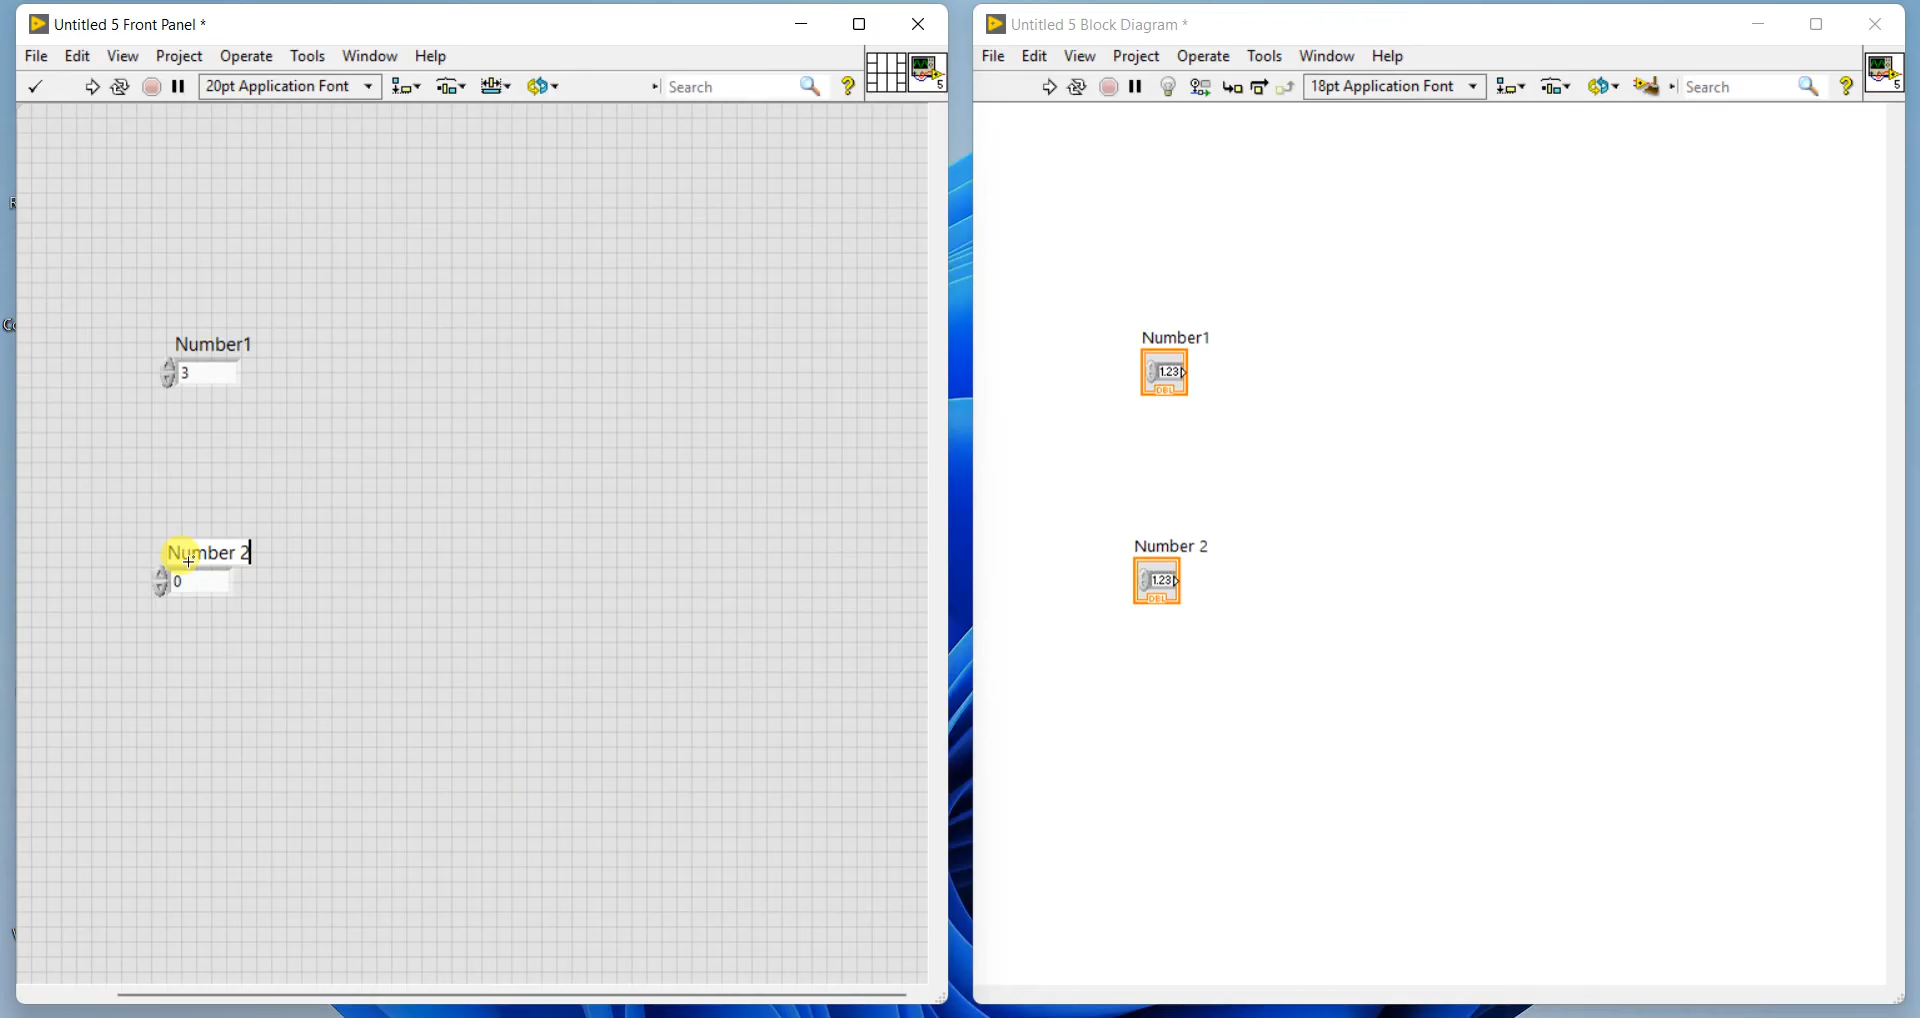 Untitled 5 Front Panel *
File Edit View Project Operate Tools Window Help
20pt Application Font
Search
?
5
Number1
3
Number 2
0
Untitled 5 Block Diagram *
File Edit View Project Operate Tools Window Help
18pt Application Font
Search
?
5
Number1
1.23
DBL
Number 2
1.23
DBL